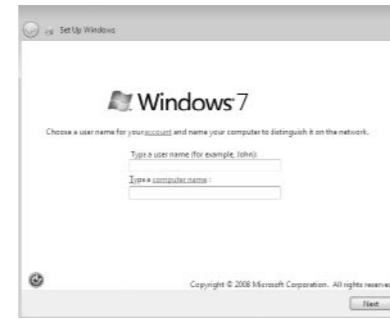 Set Up Windows
Windows 7
Choose a user name for your account and name your computer to distinguish it on the network.
Type a user name (for example, John):
Type a computer name :
Copyright © 2008 Microsoft Corporation. All rights reserve
Next